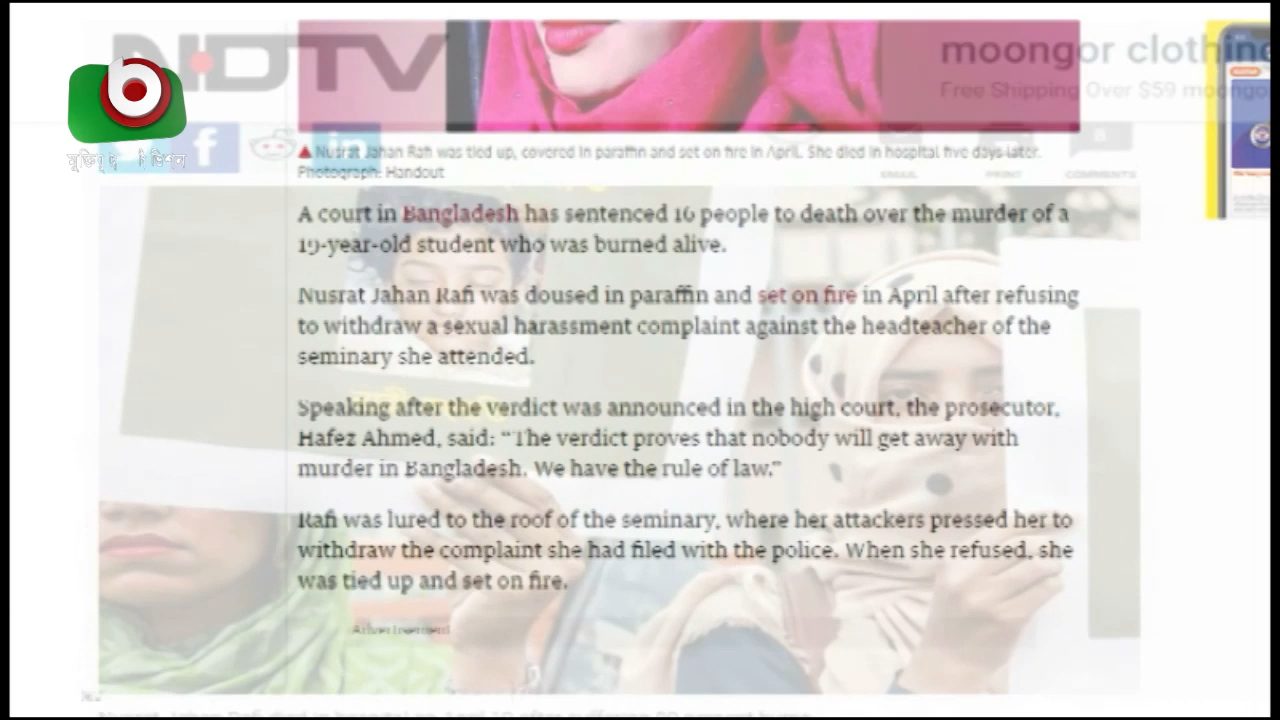 NDTV
moongor clothing
Free Shipping Over $59 moongor
▲ Nusrat Jahan Rafi was tied up, covered in paraffin and set on fire in April. She died in hospital five days later.
Photograph: Handout
EMAIL
PRINT
COMMENTS
A court in Bangladesh has sentenced 16 people to death over the murder of a
19-year-old student who was burned alive.
Nusrat Jahan Rafi was doused in paraffin and set on fire in April after refusing
to withdraw a sexual harassment complaint against the headteacher of the
seminary she attended.
Speaking after the verdict was announced in the high court, the prosecutor,
Hafez Ahmed, said: “The verdict proves that nobody will get away with
murder in Bangladesh. We have the rule of law.”
Rafi was lured to the roof of the seminary, where her attackers pressed her to
withdraw the complaint she had filed with the police. When she refused, she
was tied up and set on fire.
Advertisement